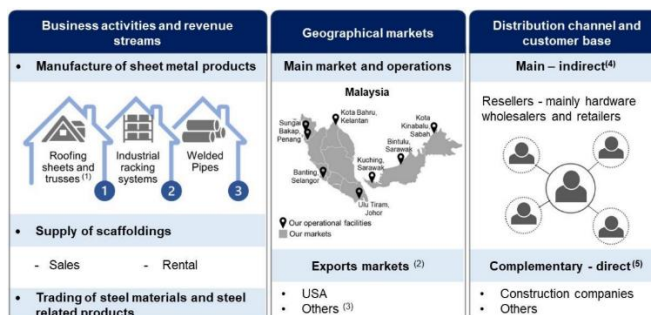 Business activities and revenue
streams
• Manufacture of sheet metal products
Roofing
sheets and
trusses (1)
1
Industrial
racking
systems
2
Welded
Pipes
3
• Supply of scaffoldings
- Sales
- Rental
• Trading of steel materials and steel
related products
Geographical markets
Main market and operations
Malaysia
Sungai
Bakap,
Penang
Kota Bahru,
Kelantan
Kota
Kinabalu,
Sabah
Bintulu,
Sarawak
Kuching,
Sarawak
Banting,
Selangor
Ulu Tiram,
Johor
Our operational facilities
Our markets
Exports markets (2)
• USA
• Others (3)
Distribution channel and
customer base
Main – indirect(4)
Resellers - mainly hardware
wholesalers and retailers
Complementary - direct(5)
• Construction companies
• Others